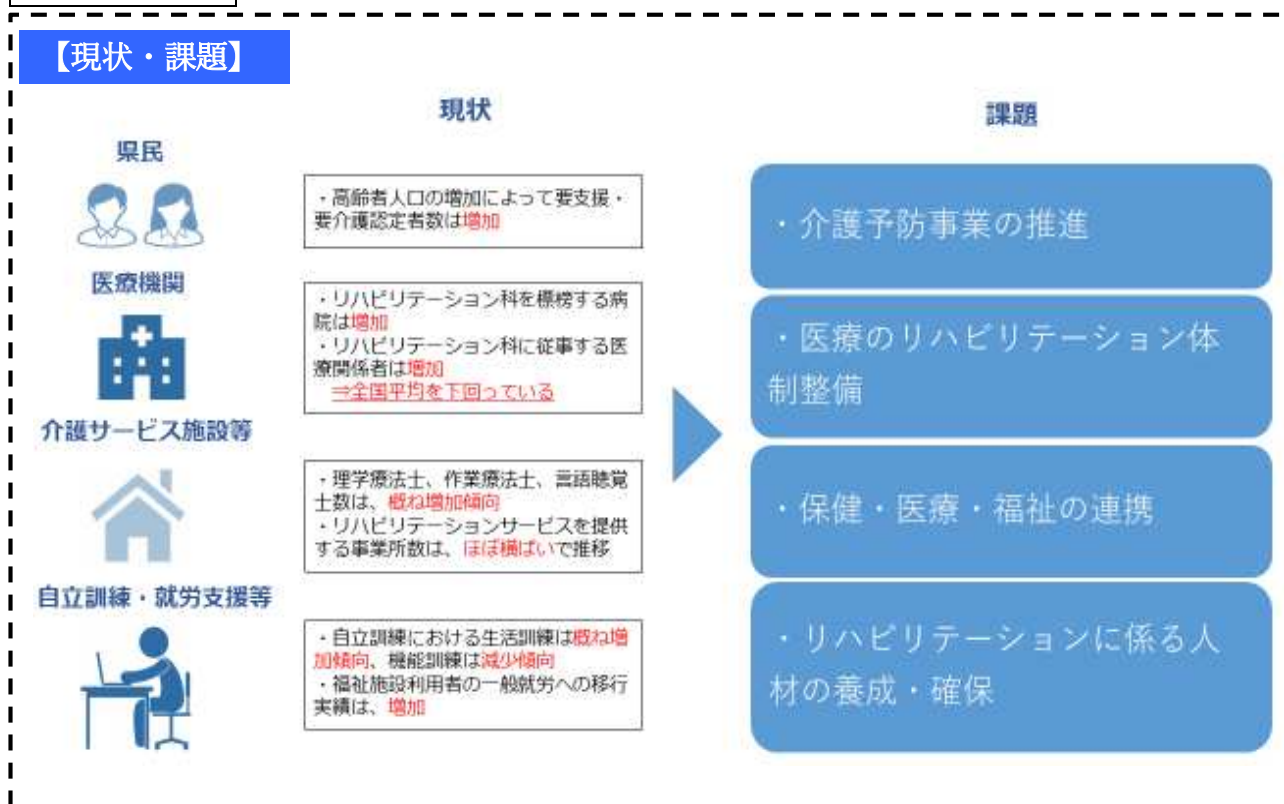 【現状・課題】
現状
課題
県民
・高齢者人口の増加によって要支援・
要介護認定者数は増加
医療機関
・リハビリテーション科を標榜する病
院は増加
・リハビリテーション科に従事する医
療関係者は増加
⇒全国平均を下回っている
介護サービス施設等
・理学療法士、作業療法士、言語聴覚
士数は、概ね増加傾向
・リハビリテーションサービスを提供
する事業所数は、ほぼ横ばいで推移
自立訓練・就労支援等
・自立訓練における生活訓練は概ね増
加傾向、機能訓練は減少傾向
・福祉施設利用者の一般就労への移行
実績は、増加
・介護予防事業の推進
・医療のリハビリテーション体
制整備
・保健・医療・福祉の連携
・リハビリテーションに係る人
材の養成・確保